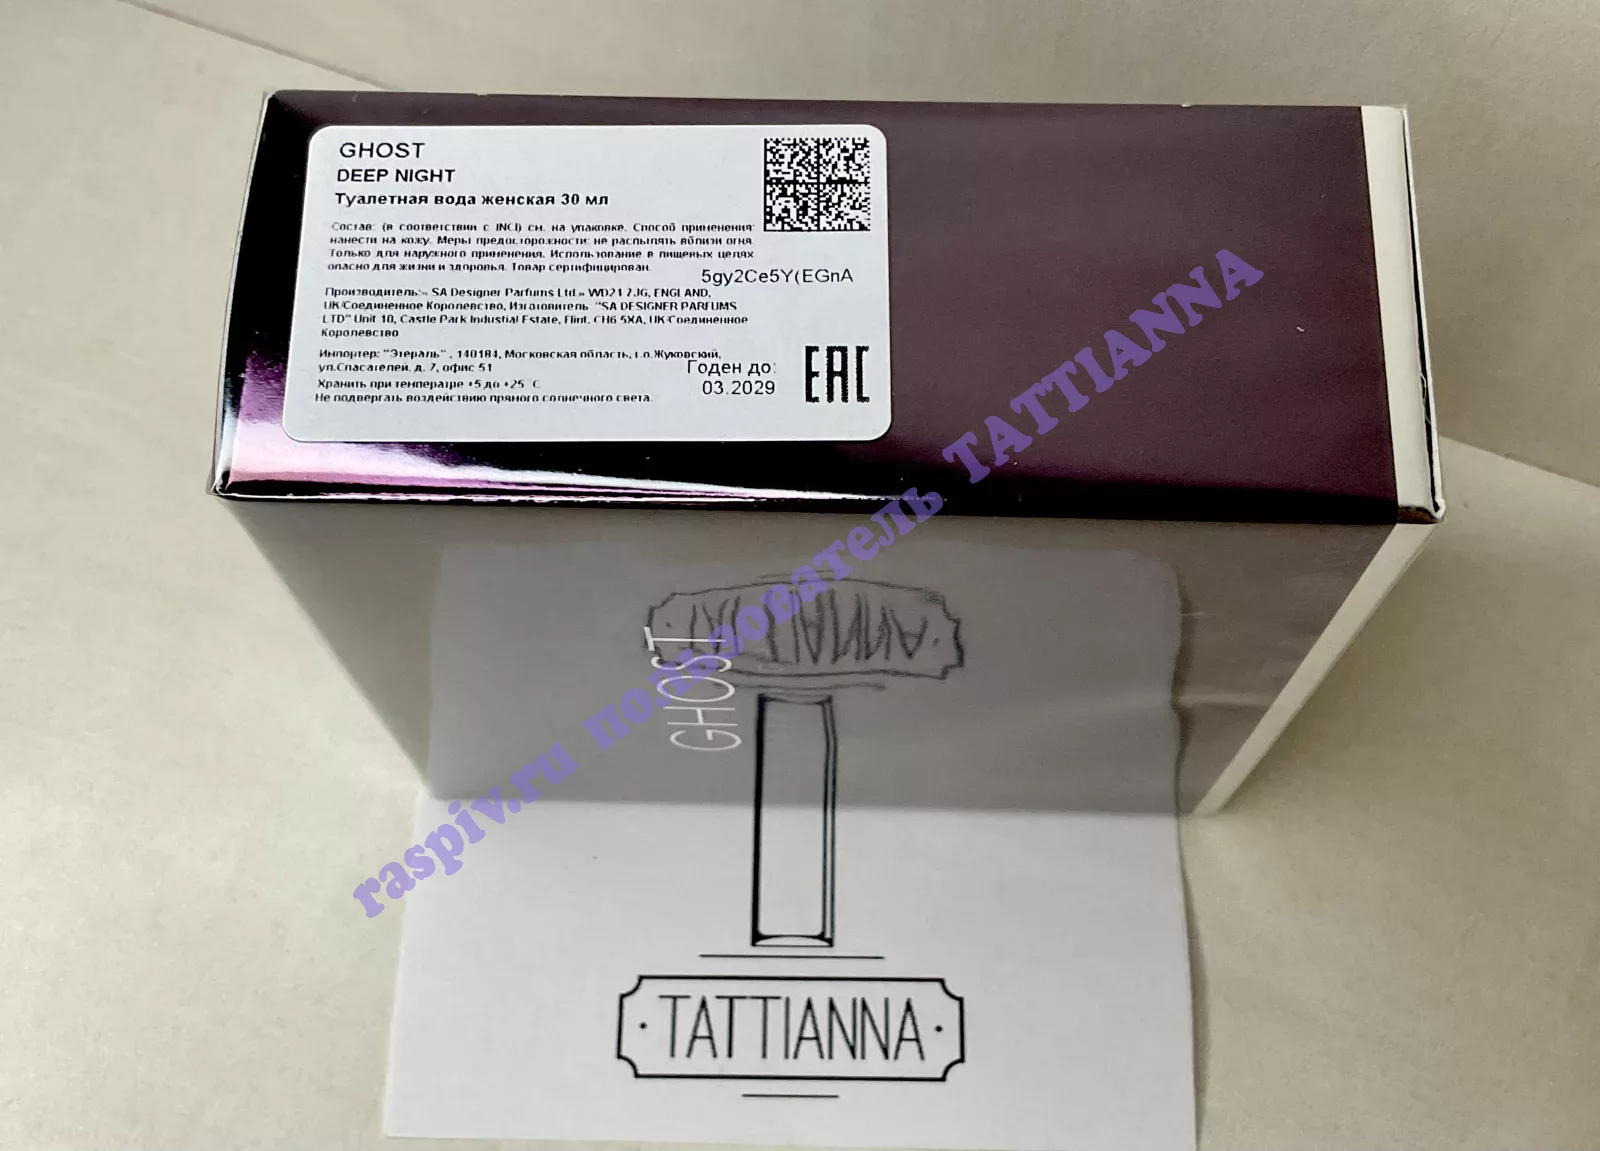 GHOST
DEEP NIGHT
Туалетная вода женская 30 мл
Состав: (в соответствии с INCI) см. на упаковке. Способ применения:
нанести на кожу. Меры предосторожности: не распылять вблизи огня.
Только для наружного применения. Использование в пищевых целях
опасно для жизни и здоровья. Товар сертифицирован.
5gy2Ce5Y(EGnA
Производитель:« SA Designer Parfums Ltd.» WD21 7JG, ENGLAND,
UK/Соединенное Королевство, Изготовитель: "SA DESIGNER PARFUMS
LTD" Unit 10, Castle Park Industial Estate, Flint, CH6 5XA, UK/Соединенное
Королевство
Импортер: "Этераль" , 140184, Московская область, г.о.Жуковский,
ул.Спасателей, д. 7, офис 51
Хранить при температуре +5 до +25 °C
Не подвергать воздействию прямого солнечного света.
Годен до:
03.2029
EAC
GHOST
raspiv.ru пользователь TATTIANNA
· TATTIANNA ·